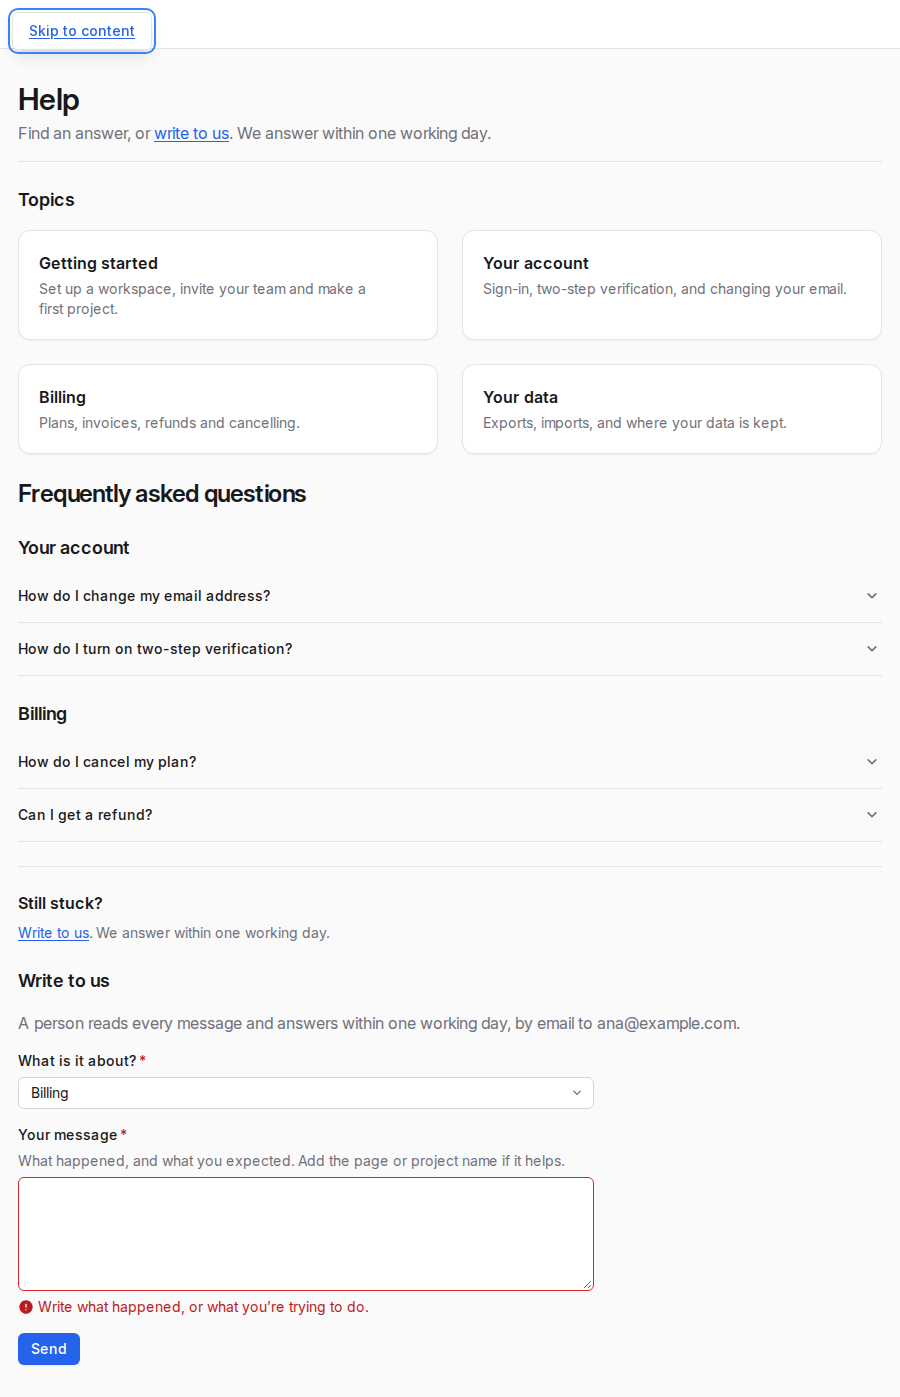 Skip to content
Help
Find an answer, or write to us. We answer within one working day.
Topics
Getting started
Set up a workspace, invite your team and make a
first project.
Your account
Sign-in, two-step verification, and changing your email.
Billing
Plans, invoices, refunds and cancelling.
Your data
Exports, imports, and where your data is kept.
Frequently asked questions
Your account
How do I change my email address?
How do I turn on two-step verification?
Billing
How do I cancel my plan?
Can I get a refund?
Still stuck?
Write to us. We answer within one working day.
Write to us
A person reads every message and answers within one working day, by email to ana@example.com.
What is it about? *
Billing
Your message *
What happened, and what you expected. Add the page or project name if it helps.
Write what happened, or what you’re trying to do.
Send